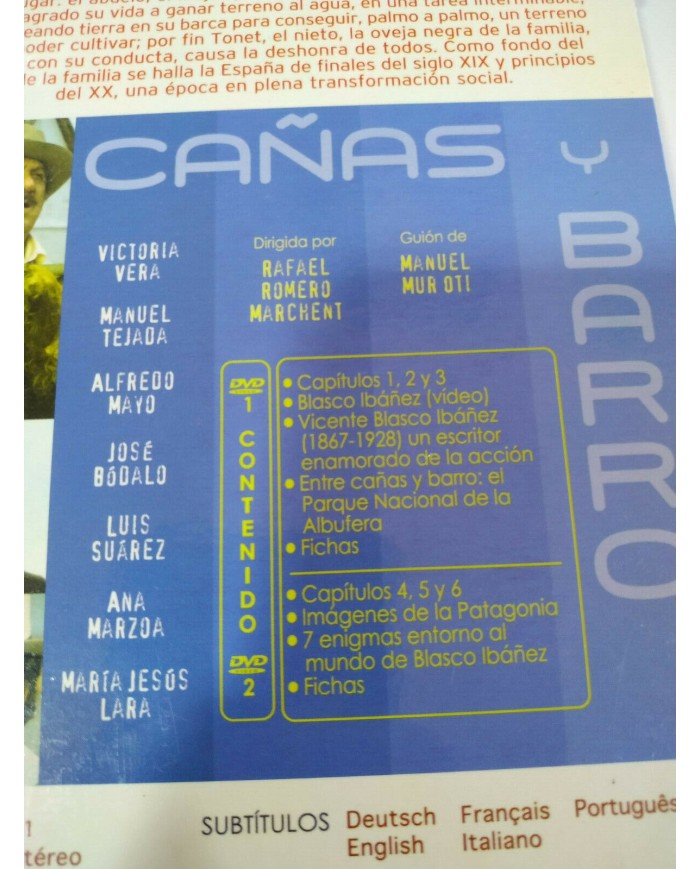 el abuelo,
su vida a ganar terreno al agua, en una tarea interminable,
tierra en su barca para conseguir, palmo a palmo, un terreno
cultivar; por fin Tonet, el nieto, la oveja negra de la familia,
con su conducta, causa la deshonra de todos. Como fondo del
la familia se halla la España de finales del siglo XIX y principios
del XX, una época en plena transformación social.
CAÑAS Y
BARRO
VICTORIA
VERA
MANUEL
TEJADA
ALFREDO
MAYO
JOSÉ
BÓDALO
LUIS
SUÁREZ
ANA
MARZOA
MARÍA JESÚS
LARA
Dirigida por
RAFAEL
ROMERO
MARCHENT
Guión de
MANUEL
MUR OTI
DVD
VIDEO
1
CONTENIDO
DVD
VIDEO
2
• Capítulos 1, 2 y 3
• Blasco Ibáñez (vídeo)
• Vicente Blasco Ibáñez
(1867-1928) un escritor
enamorado de la acción
• Entre cañas y barro: el
Parque Nacional de la
Albufera
• Fichas
• Capítulos 4, 5 y 6
• Imágenes de la Patagonia
• 7 enigmas entorno al
mundo de Blasco Ibáñez
• Fichas
téreo
SUBTÍTULOS
Deutsch Français Português
English Italiano